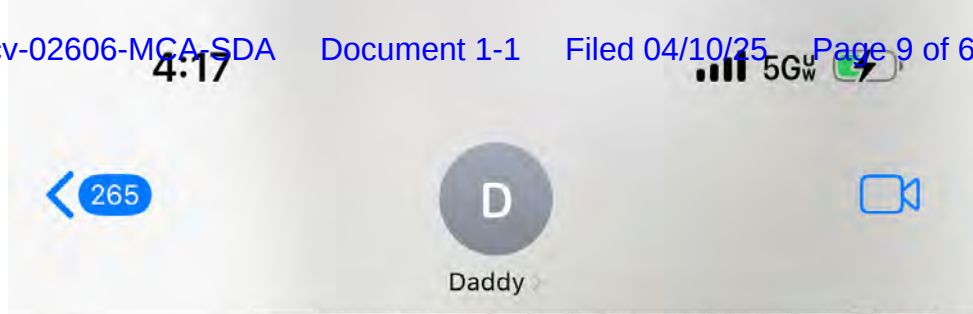 cv-02606-MCA-SDA Document 1-1 Filed 04/10/25 Page 9 of 6
4:17 5GUW
265
D
Daddy